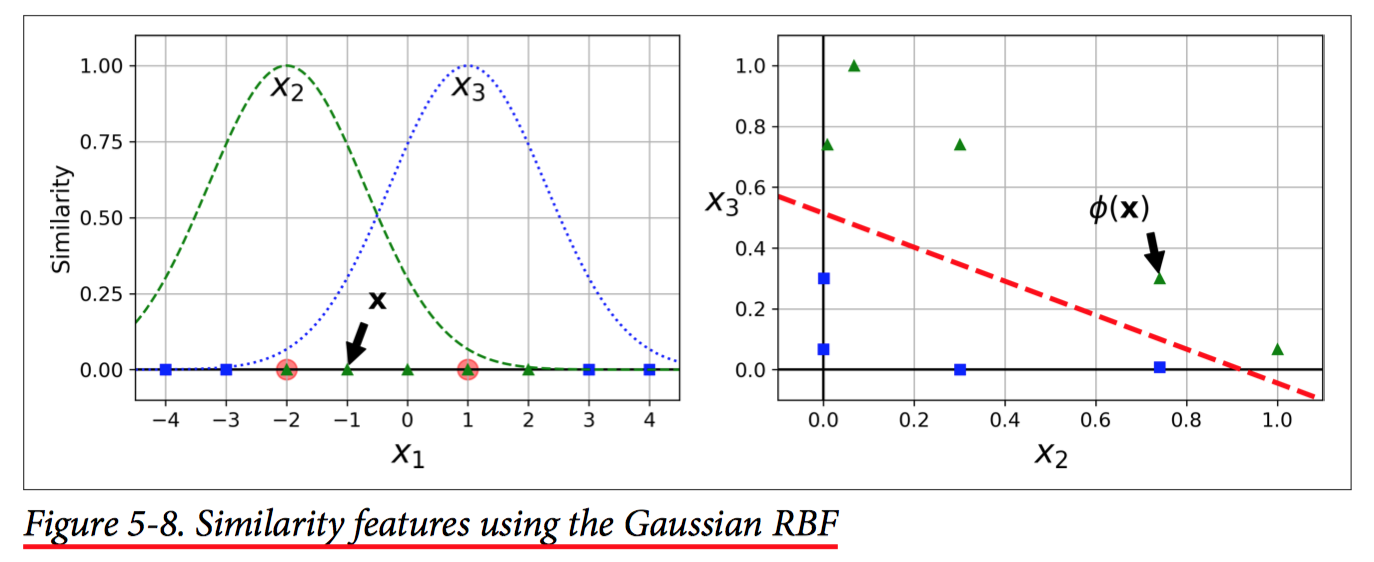 1.00
0.75
0.50
0.25
0.00
Similarity
x₂
x₃
x
−4 −3 −2 −1 0 1 2 3 4
x₁
1.0
0.8
0.6
0.4
0.2
0.0
x₃
ϕ(x)
0.0 0.2 0.4 0.6 0.8 1.0
x₂
Figure 5-8. Similarity features using the Gaussian RBF